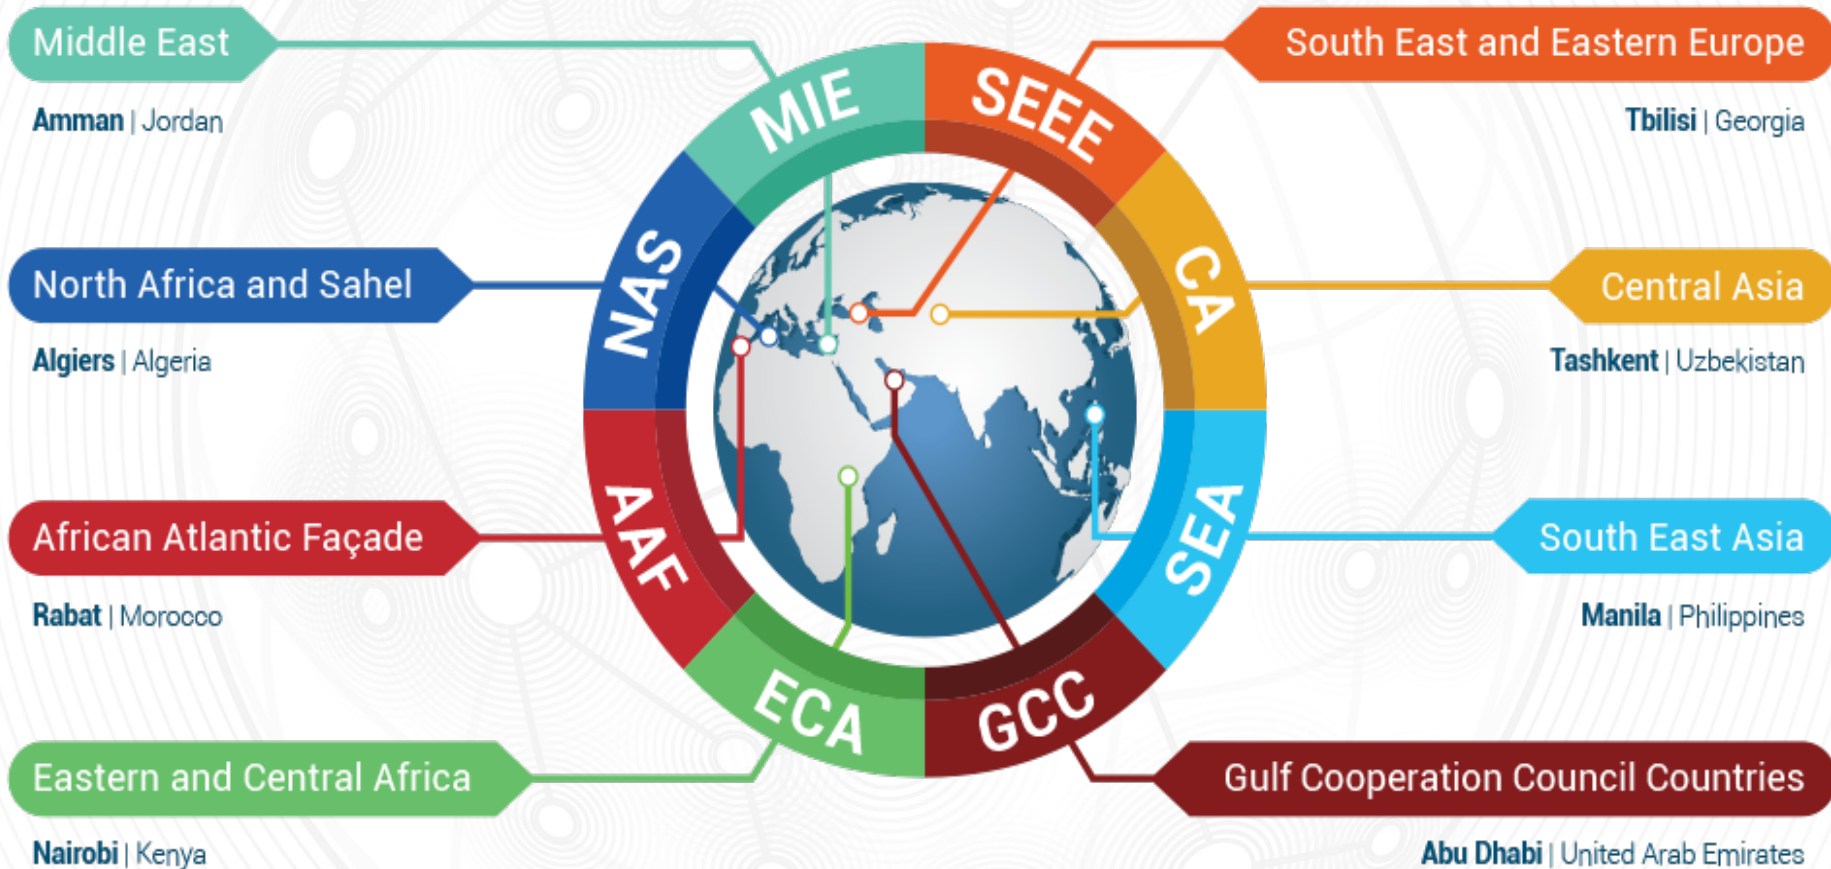 Middle East
Amman | Jordan
North Africa and Sahel
Algiers | Algeria
African Atlantic Façade
Rabat | Morocco
Eastern and Central Africa
Nairobi | Kenya
MIE
SEEE
NAS
CA
AAF
SEA
ECA
GCC
South East and Eastern Europe
Tbilisi | Georgia
Central Asia
Tashkent | Uzbekistan
South East Asia
Manila | Philippines
Gulf Cooperation Council Countries
Abu Dhabi | United Arab Emirates